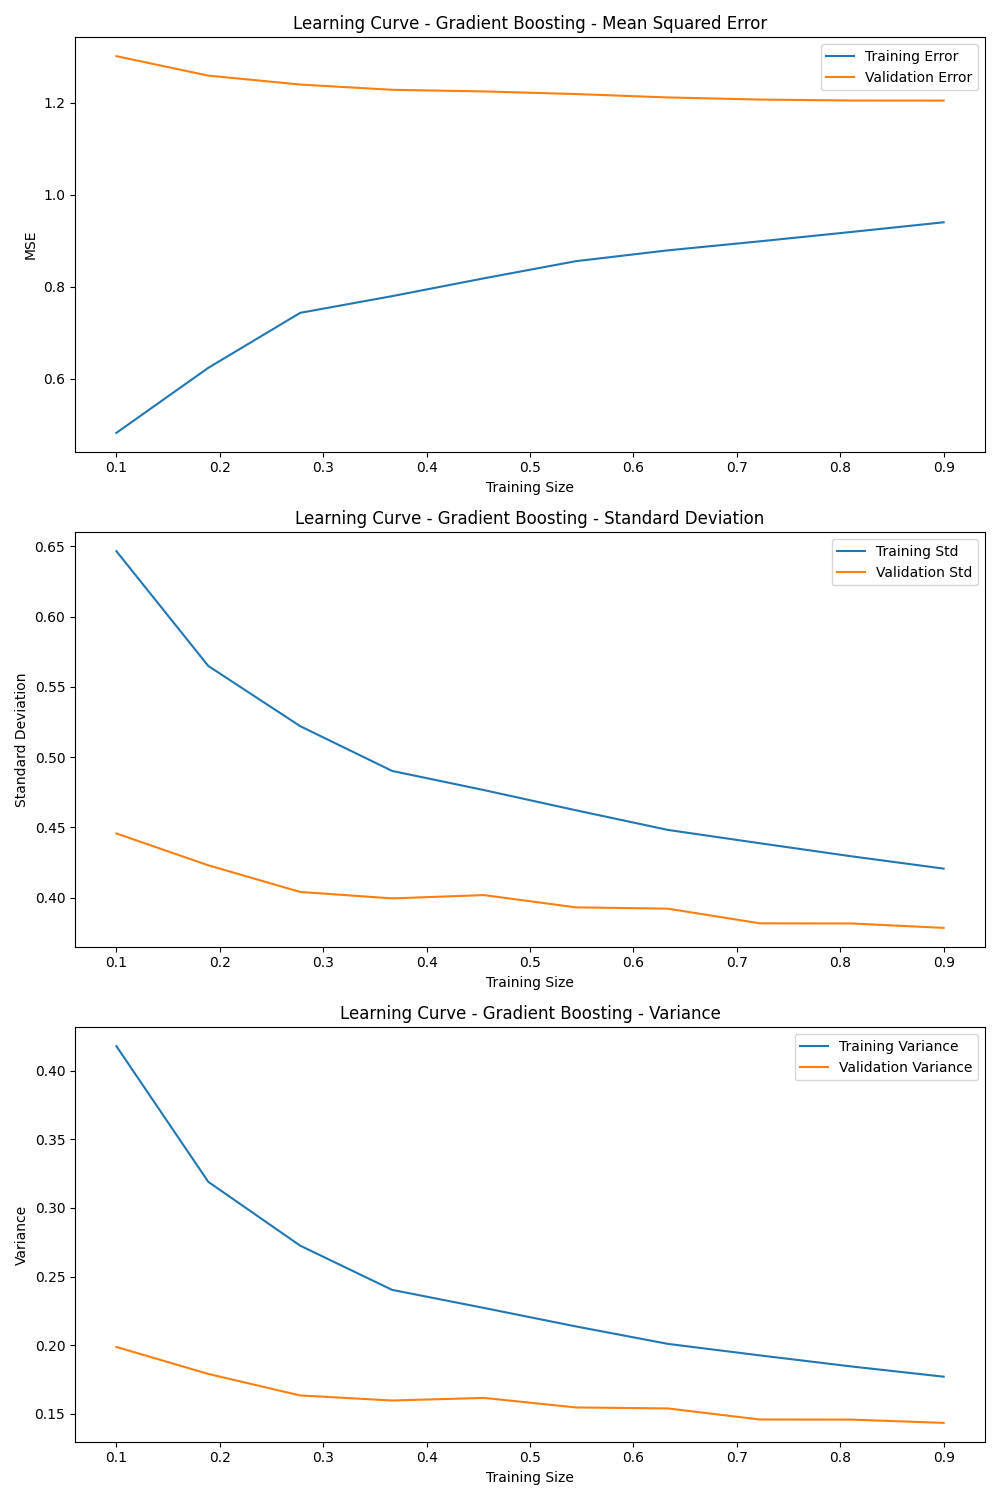 Learning Curve - Gradient Boosting - Mean Squared Error
Training Error
Validation Error
MSE
1.2
1.0
0.8
0.6
0.1 0.2 0.3 0.4 0.5 0.6 0.7 0.8 0.9
Training Size
Learning Curve - Gradient Boosting - Standard Deviation
Training Std
Validation Std
Standard Deviation
0.65
0.60
0.55
0.50
0.45
0.40
0.1 0.2 0.3 0.4 0.5 0.6 0.7 0.8 0.9
Training Size
Learning Curve - Gradient Boosting - Variance
Training Variance
Validation Variance
Variance
0.40
0.35
0.30
0.25
0.20
0.15
0.1 0.2 0.3 0.4 0.5 0.6 0.7 0.8 0.9
Training Size